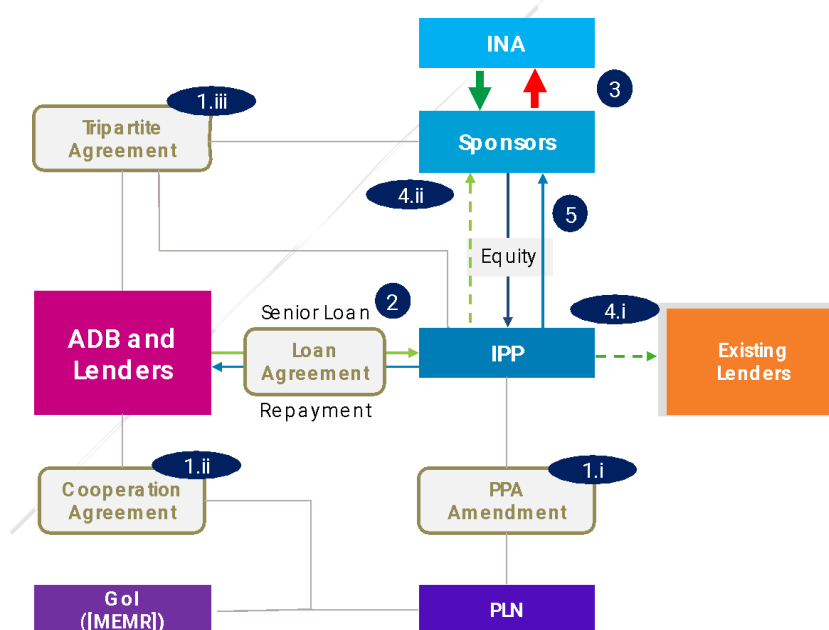 INA
3
1.iii
Tripartite
Agreement
Sponsors
4.ii
5
Equity
2
Senior Loan
4.i
ADB and
Lenders
Loan
Agreement
IPP
Existing
Lenders
Repayment
1.ii
1.i
Cooperation
Agreement
PPA
Amendment
GoI
([MEMR])
PLN